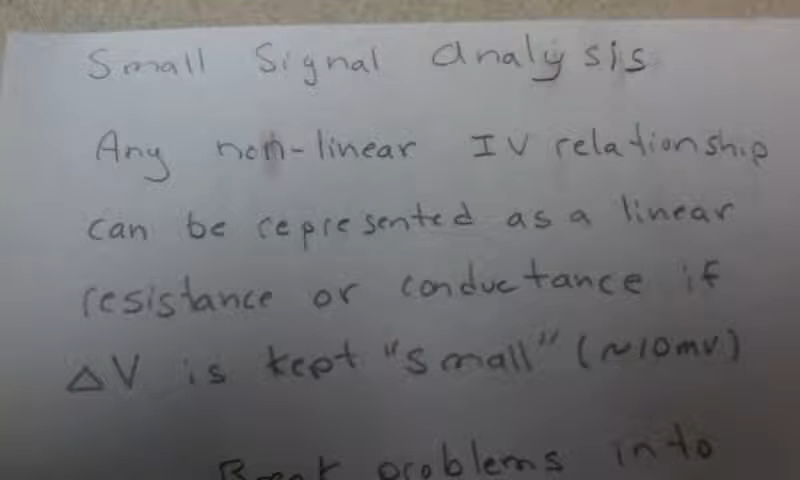 Small Signal analysis
Any non-linear IV relationship
can be represented as a linear
resistance or conductance if
ΔV is kept "small" (~10mV)
Break problems into